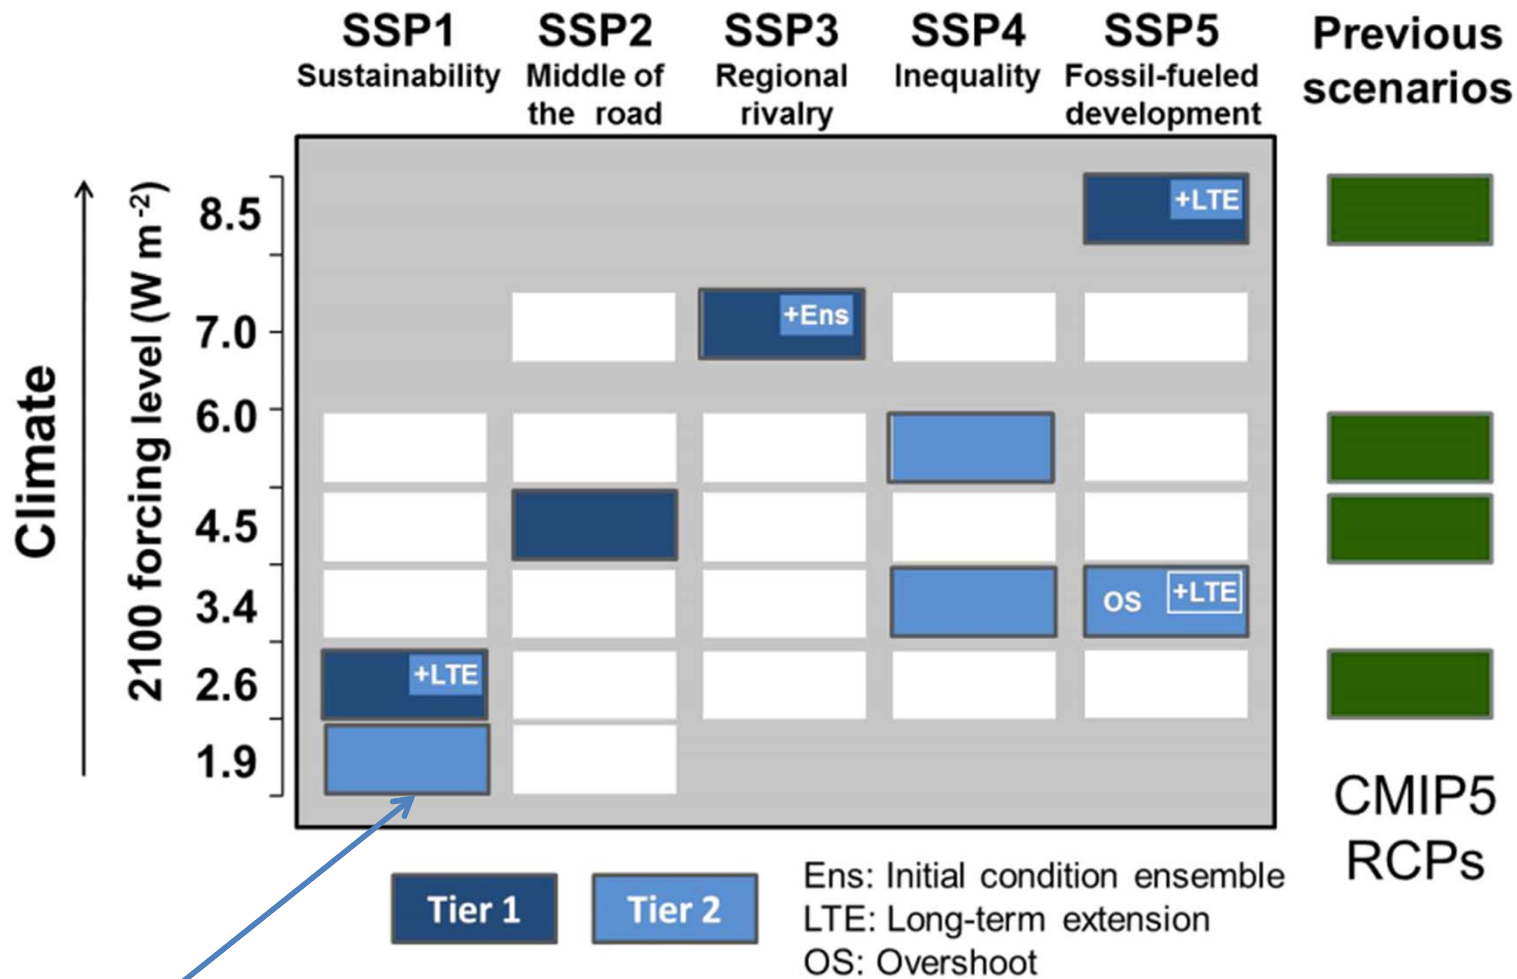 SSP1
Sustainability
SSP2
Middle of
the road
SSP3
Regional
rivalry
SSP4
Inequality
SSP5
Fossil-fueled
development
Previous
scenarios
Climate
2100 forcing level (W m⁻²)
8.5
7.0
6.0
4.5
3.4
2.6
1.9
+LTE
+Ens
OS
+LTE
+LTE
CMIP5
RCPs
Tier 1
Tier 2
Ens: Initial condition ensemble
LTE: Long-term extension
OS: Overshoot